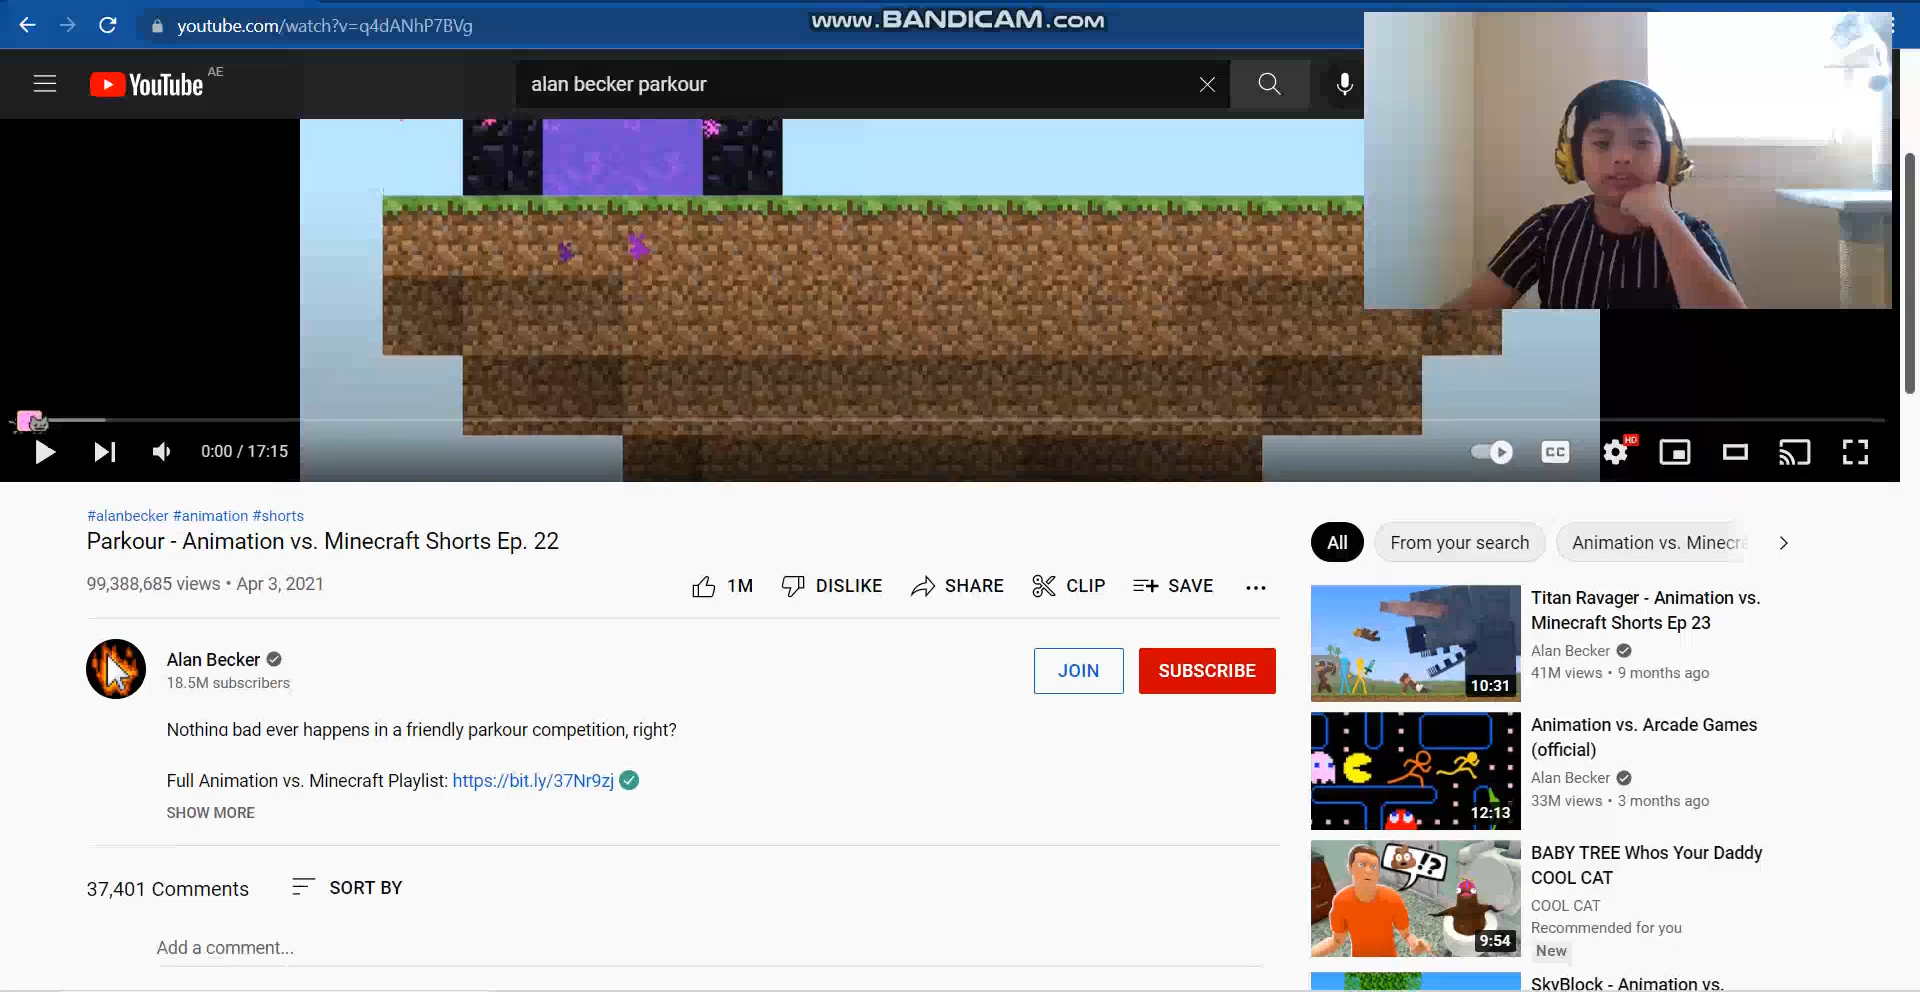 youtube.com/watch?v=q4dANhP7BVg
www.BANDICAM.com
YouTube AE
alan becker parkour
0:00 / 17:15
CC
HD
#alanbecker #animation #shorts
Parkour - Animation vs. Minecraft Shorts Ep. 22
99,388,685 views • Apr 3, 2021
1M
DISLIKE
SHARE
CLIP
SAVE
Alan Becker
18.5M subscribers
JOIN
SUBSCRIBE
Nothing bad ever happens in a friendly parkour competition, right?
Full Animation vs. Minecraft Playlist: https://bit.ly/37Nr9zj
SHOW MORE
37,401 Comments
SORT BY
Add a comment...
All
From your search
Animation vs. Minecra
Titan Ravager - Animation vs.
Minecraft Shorts Ep 23
Alan Becker
41M views • 9 months ago
10:31
Animation vs. Arcade Games
(official)
Alan Becker
33M views • 3 months ago
12:13
BABY TREE Whos Your Daddy
COOL CAT
COOL CAT
Recommended for you
New
!?
9:54
SkyBlock - Animation vs.